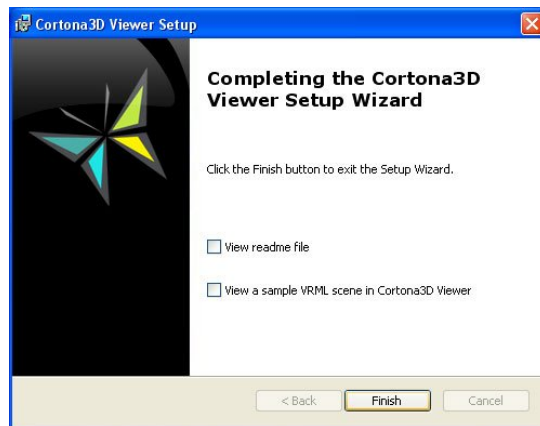 Cortona3D Viewer Setup
Completing the Cortona3D
Viewer Setup Wizard
Click the Finish button to exit the Setup Wizard.
View readme file
View a sample VRML scene in Cortona3D Viewer
< Back
Finish
Cancel